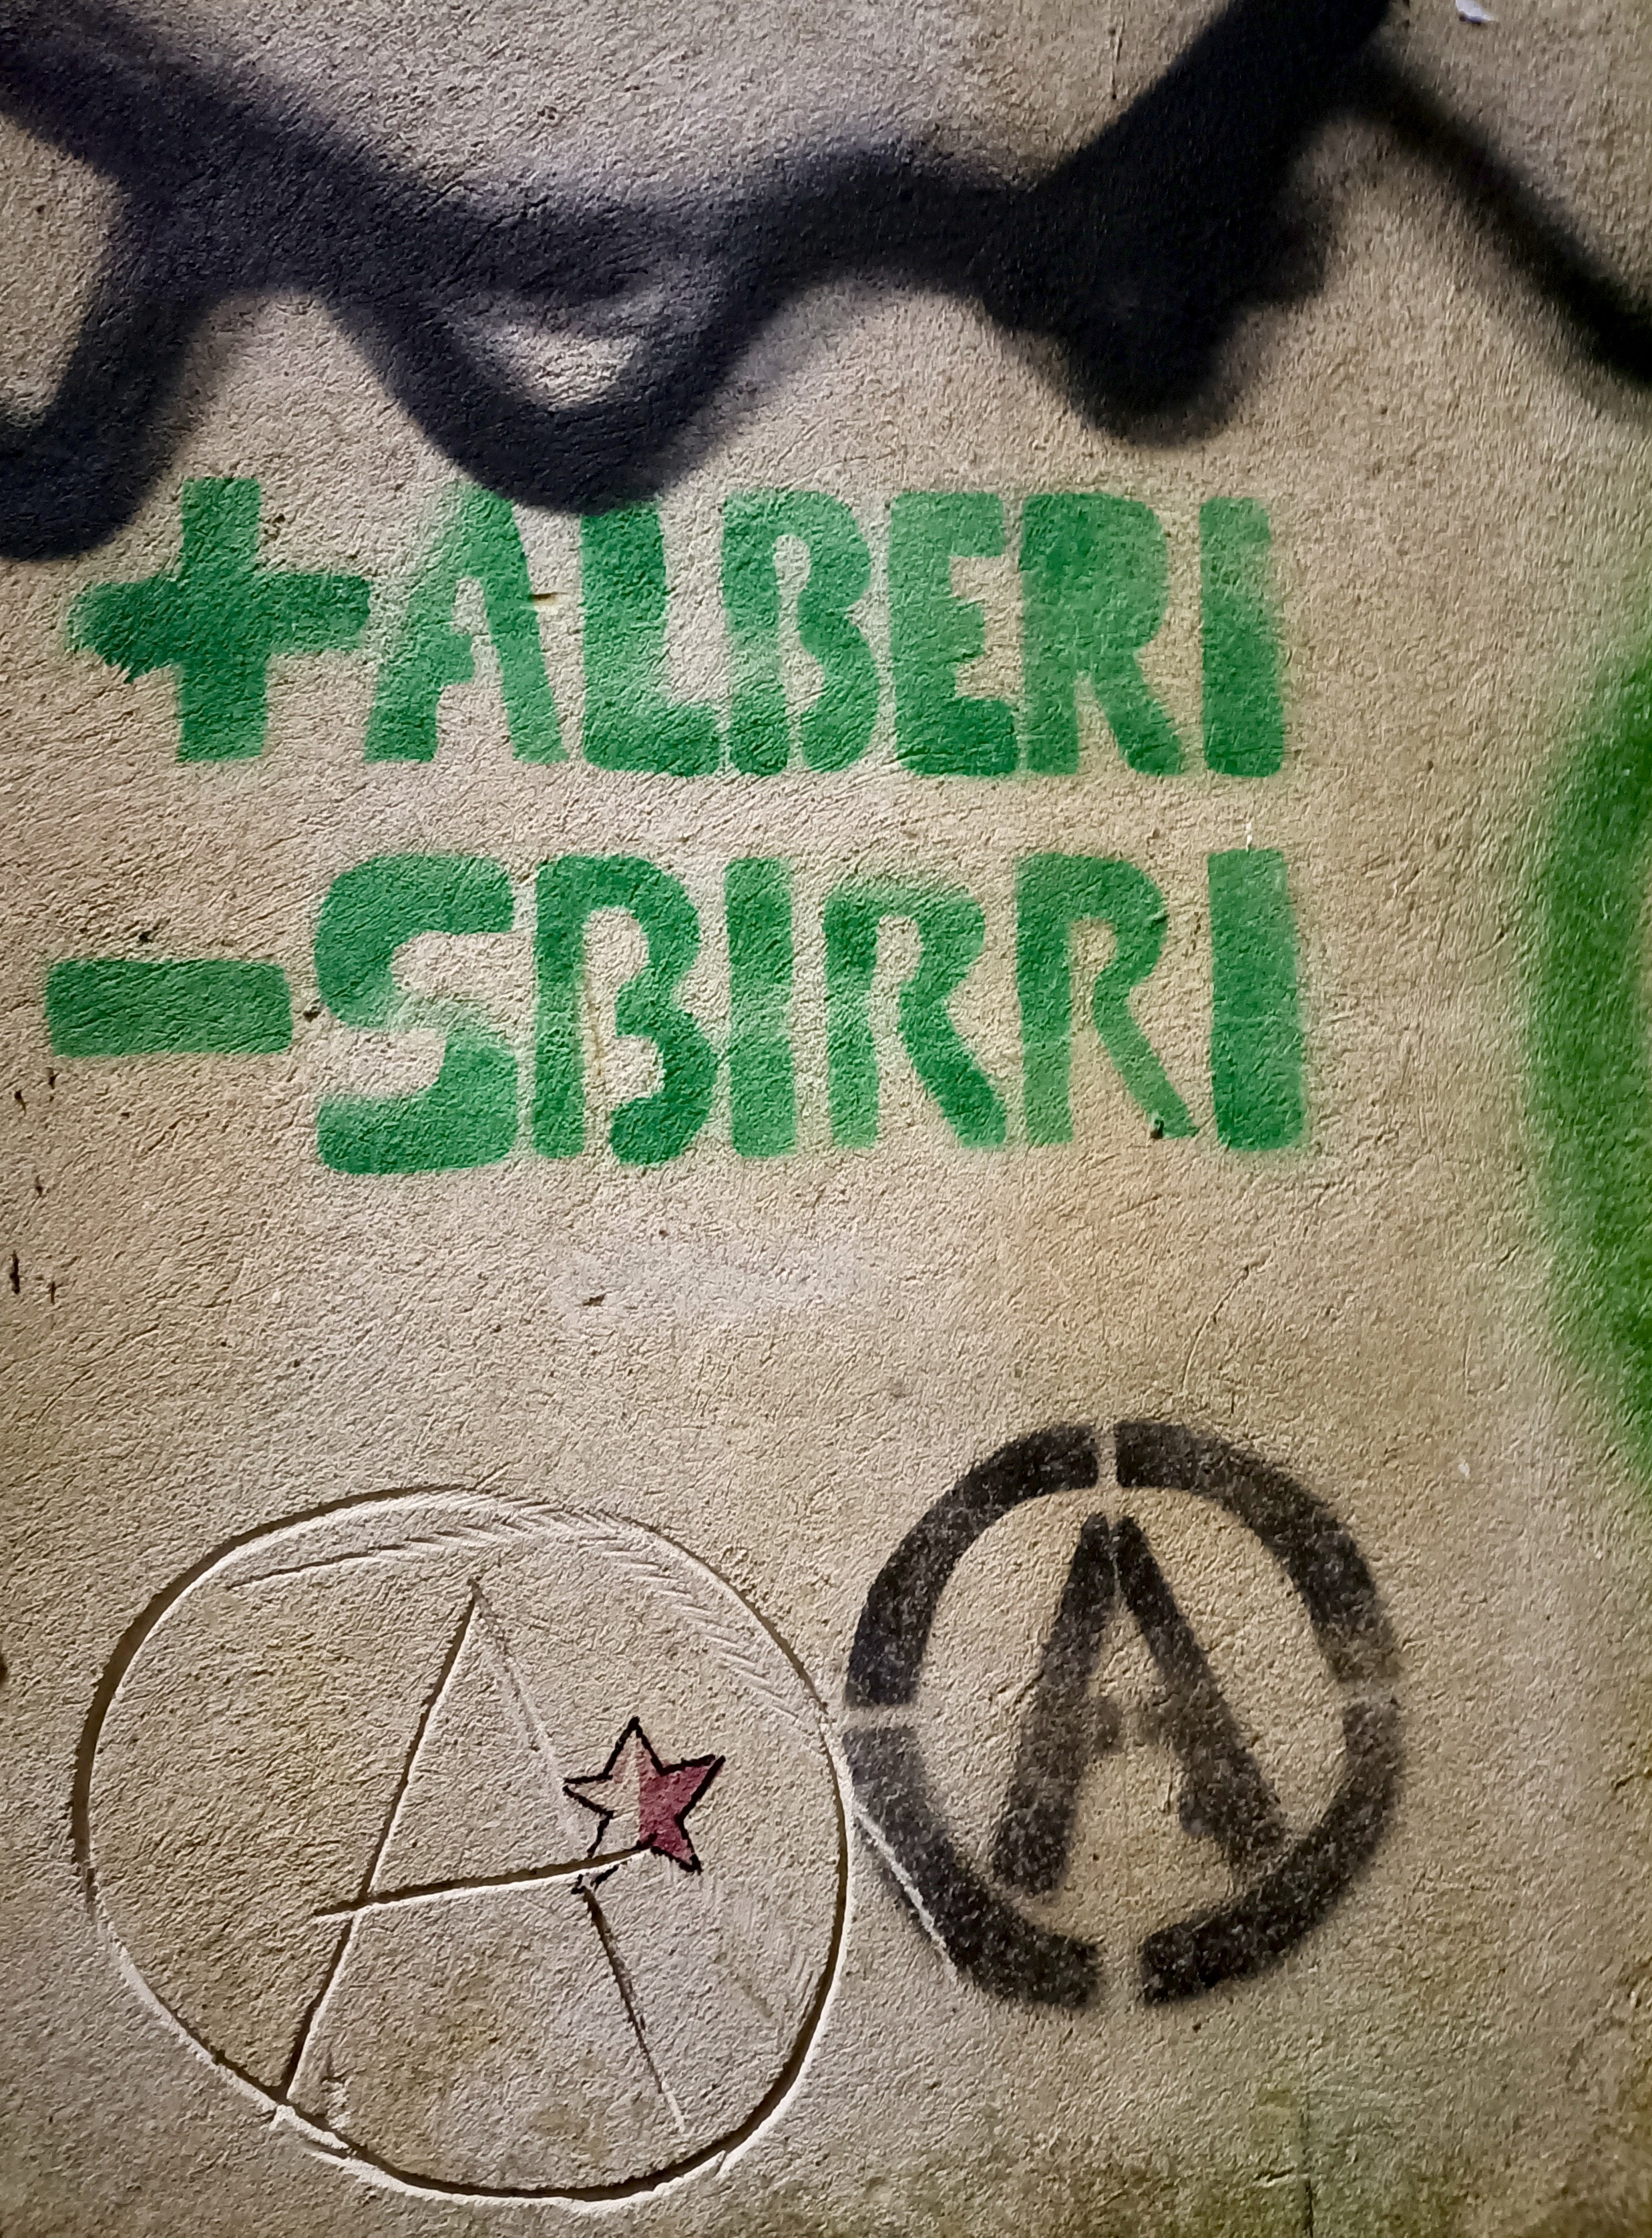 +ALBERI
-SBIRRI
A A